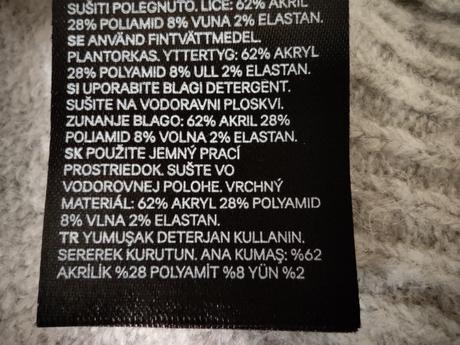 SUŠITI POLEGNUTO. LICE: 62% AKRIL
28% POLIAMID 8% VUNA 2% ELASTAN.
SE ANVÄND FINTVÄTTMEDEL.
PLANTORKAS. YTTERTYG: 62% AKRYL
28% POLYAMID 8% ULL 2% ELASTAN.
SI UPORABITE BLAGI DETERGENT.
SUŠITE NA VODORAVNI PLOSKVI.
ZUNANJE BLAGO: 62% AKRIL 28%
POLIAMID 8% VOLNA 2% ELASTAN.
SK POUŽITE JEMNÝ PRACÍ
PROSTRIEDOK. SUŠTE VO
VODOROVNEJ POLOHE. VRCHNÝ
MATERIÁL: 62% AKRYL 28% POLYAMID
8% VLNA 2% ELASTAN.
TR YUMUŞAK DETERJAN KULLANIN.
SEREREK KURUTUN. ANA KUMAŞ: %62
AKRİLİK %28 POLYAMİT %8 YÜN %2